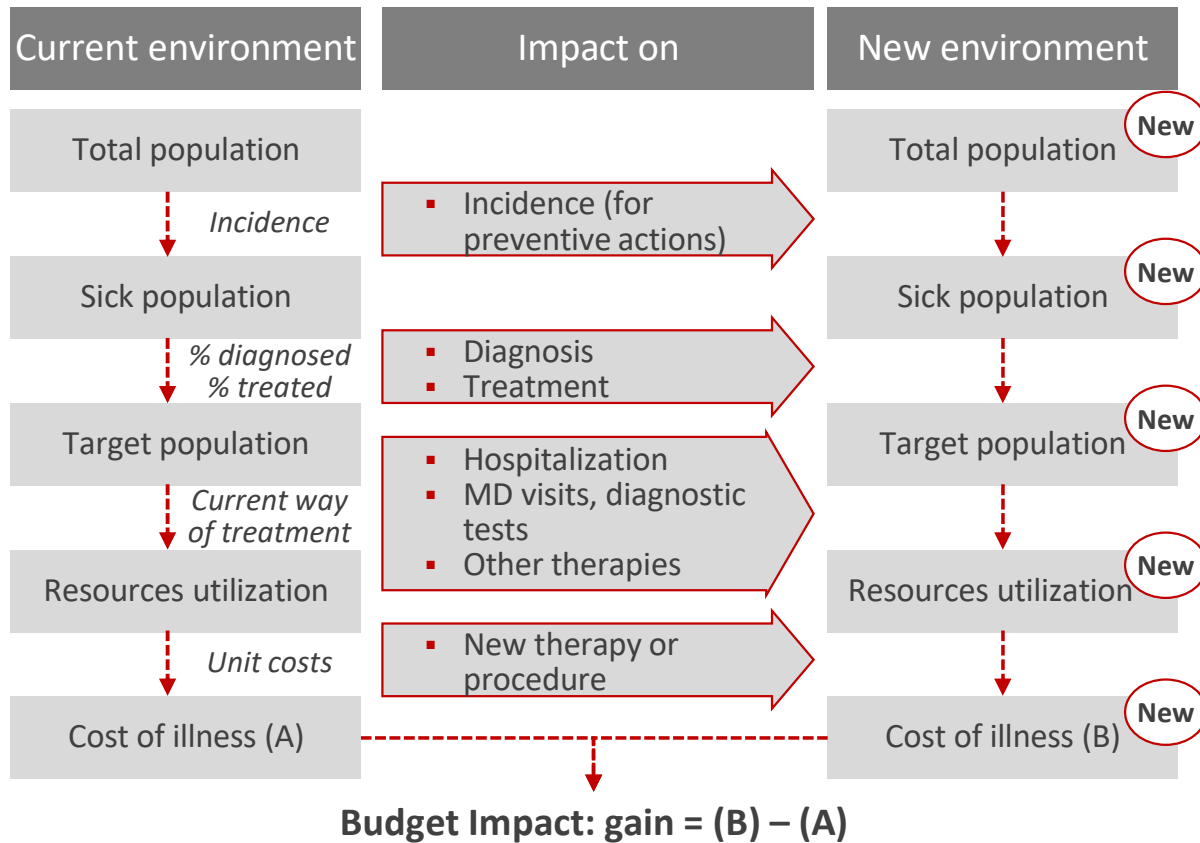 Current environment
Impact on
New environment
Total population
New
Total population
Incidence
▪ Incidence (for
preventive actions)
New
Sick population
Sick population
% diagnosed
% treated
▪ Diagnosis
▪ Treatment
New
Target population
Target population
Current way
of treatment
▪ Hospitalization
▪ MD visits, diagnostic
tests
▪ Other therapies
New
Resources utilization
Resources utilization
Unit costs
▪ New therapy or
procedure
New
Cost of illness (A)
Cost of illness (B)
Budget Impact: gain = (B) – (A)